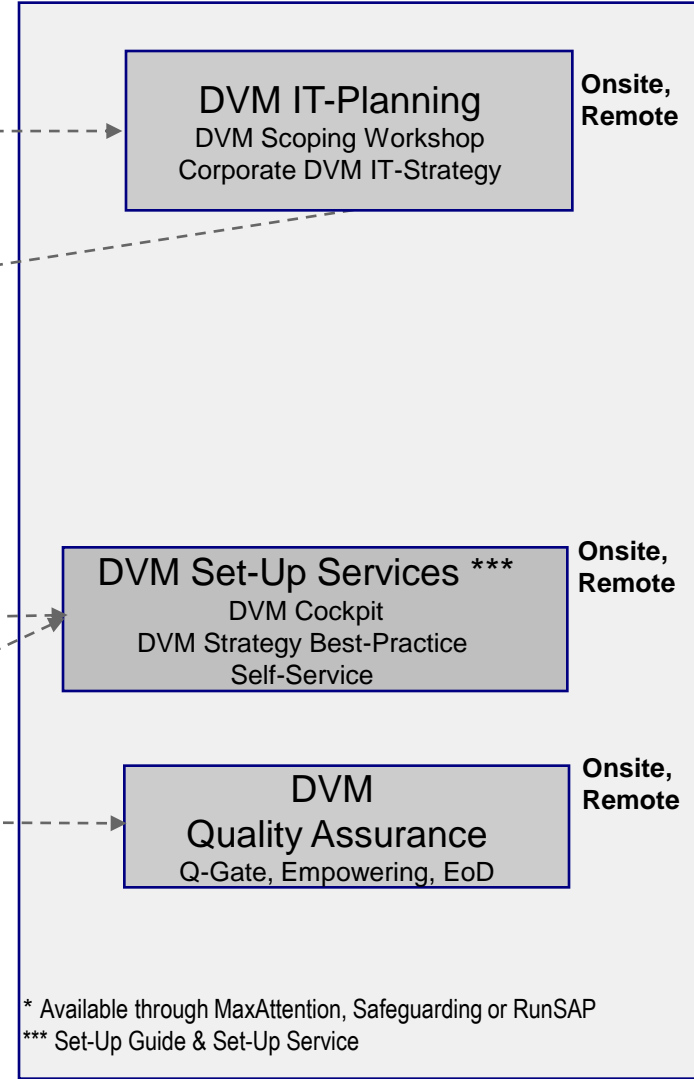 DVM IT-Planning
DVM Scoping Workshop
Corporate DVM IT-Strategy
Onsite,
Remote
DVM Set-Up Services ***
DVM Cockpit
DVM Strategy Best-Practice
Self-Service
Onsite,
Remote
DVM
Quality Assurance
Q-Gate, Empowering, EoD
Onsite,
Remote
* Available through MaxAttention, Safeguarding or RunSAP
*** Set-Up Guide & Set-Up Service